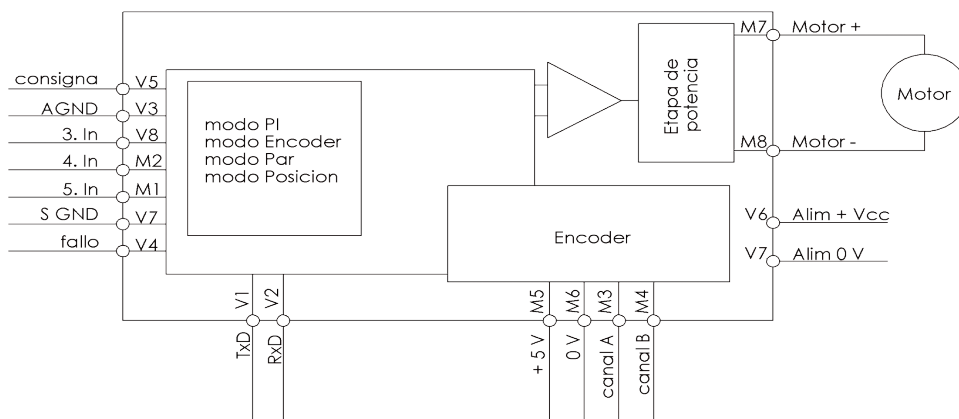 consigna V5
AGND V3
3. In V8
4. In M2
5. In M1
S GND V7
fallo V4
modo PI
modo Encoder
modo Par
modo Posicion
Etapa de
potencia
M7 Motor +
Motor
M8 Motor -
V6 Alim + Vcc
V7 Alim 0 V
Encoder
V1
TxD
V2
RxD
M5
+ 5 V
M6
0 V
M3
canal A
M4
canal B